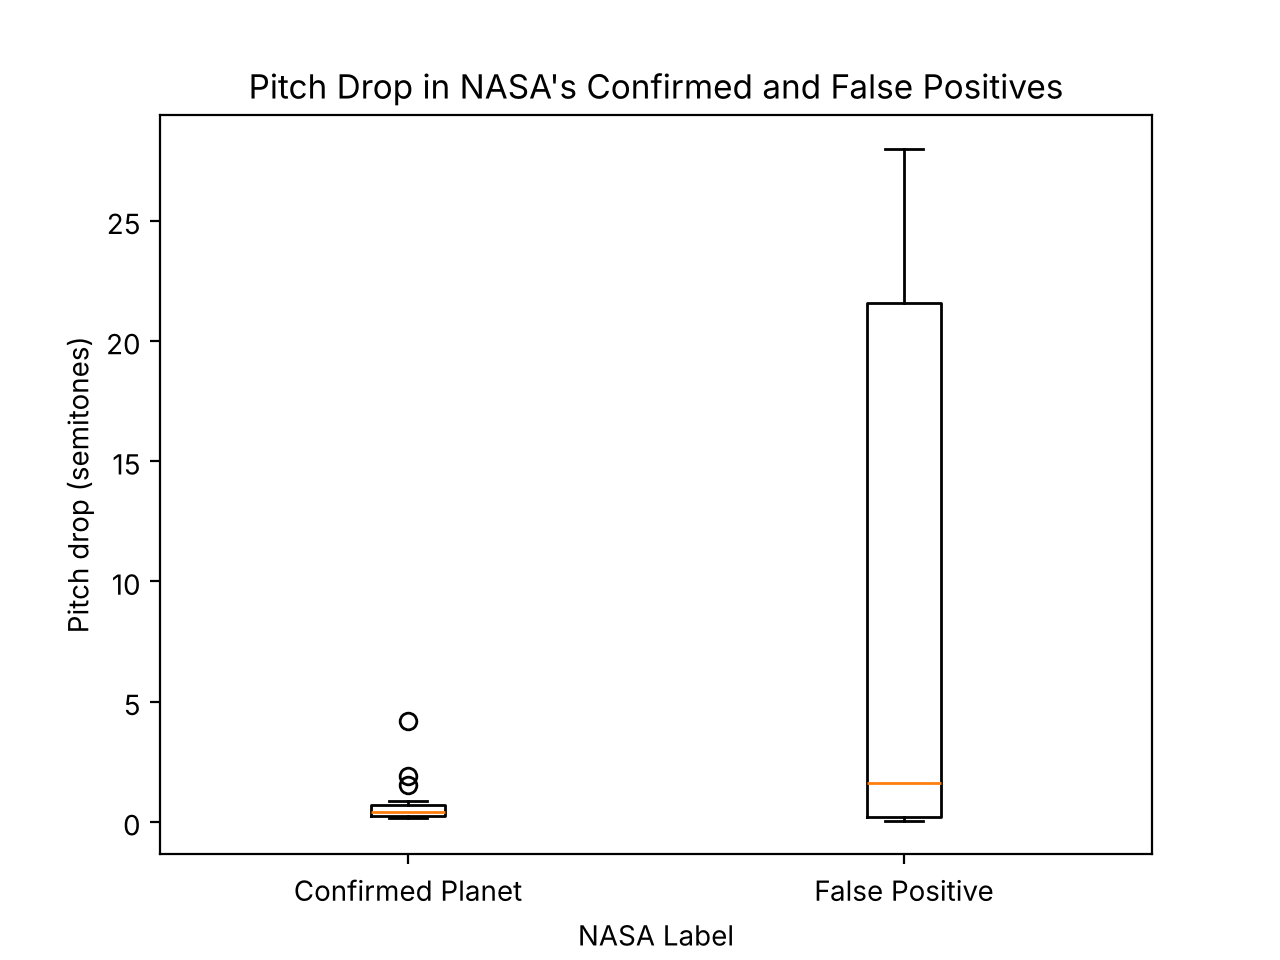 Pitch Drop in NASA's Confirmed and False Positives
Pitch drop (semitones)
25
20
15
10
5
0
Confirmed Planet
False Positive
NASA Label